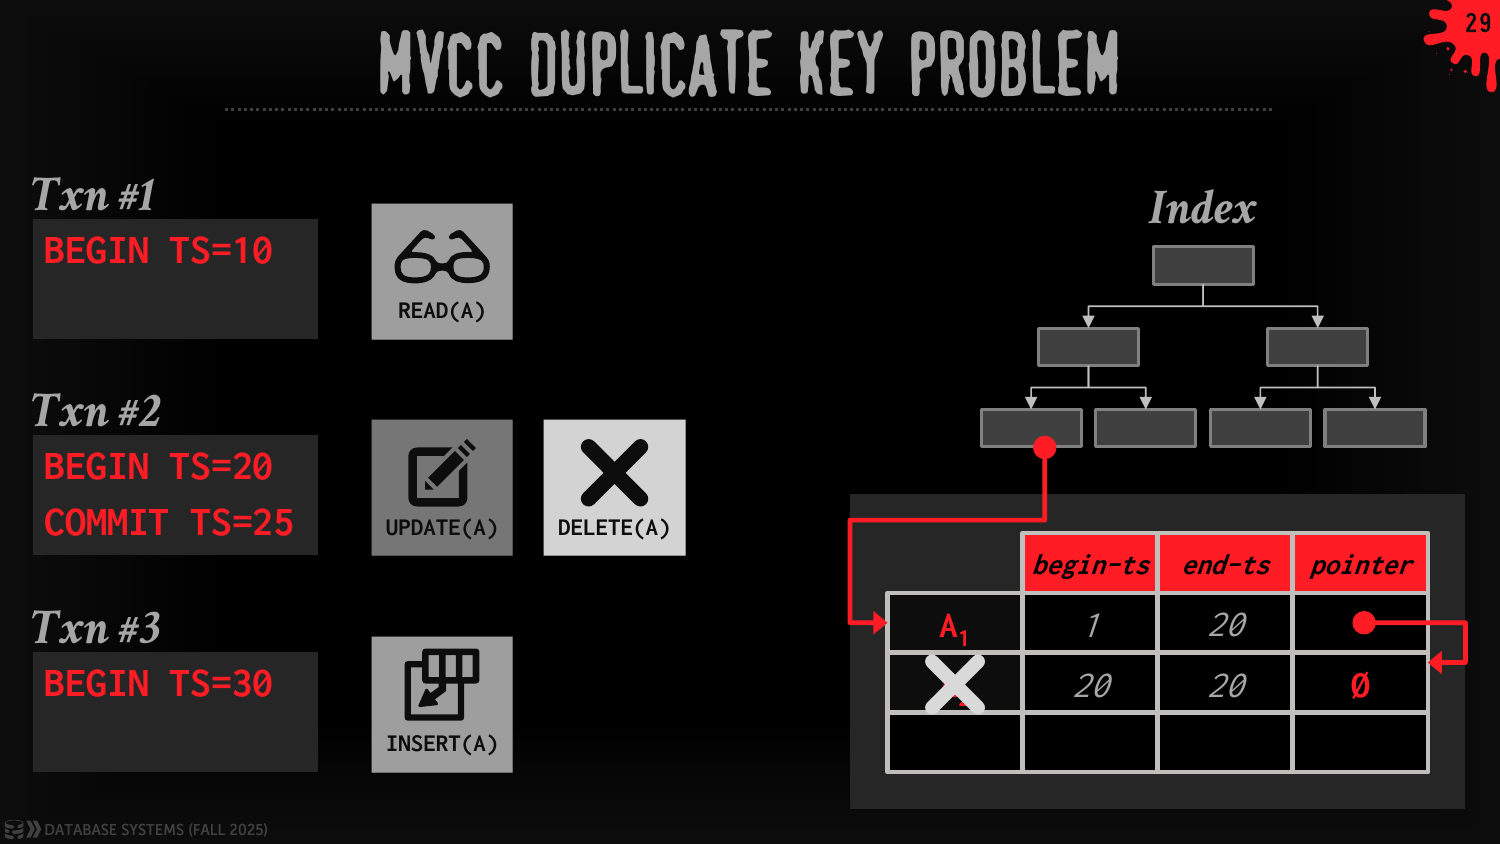 29
MVCC DUPLICATE KEY PROBLEM
Txn #1
BEGIN TS=10
READ(A)
Txn #2
BEGIN TS=20
COMMIT TS=25
UPDATE(A)
DELETE(A)
Txn #3
BEGIN TS=30
INSERT(A)
Index
begin-ts end-ts pointer
A1 1 20
20 20 Ø
DATABASE SYSTEMS (FALL 2025)